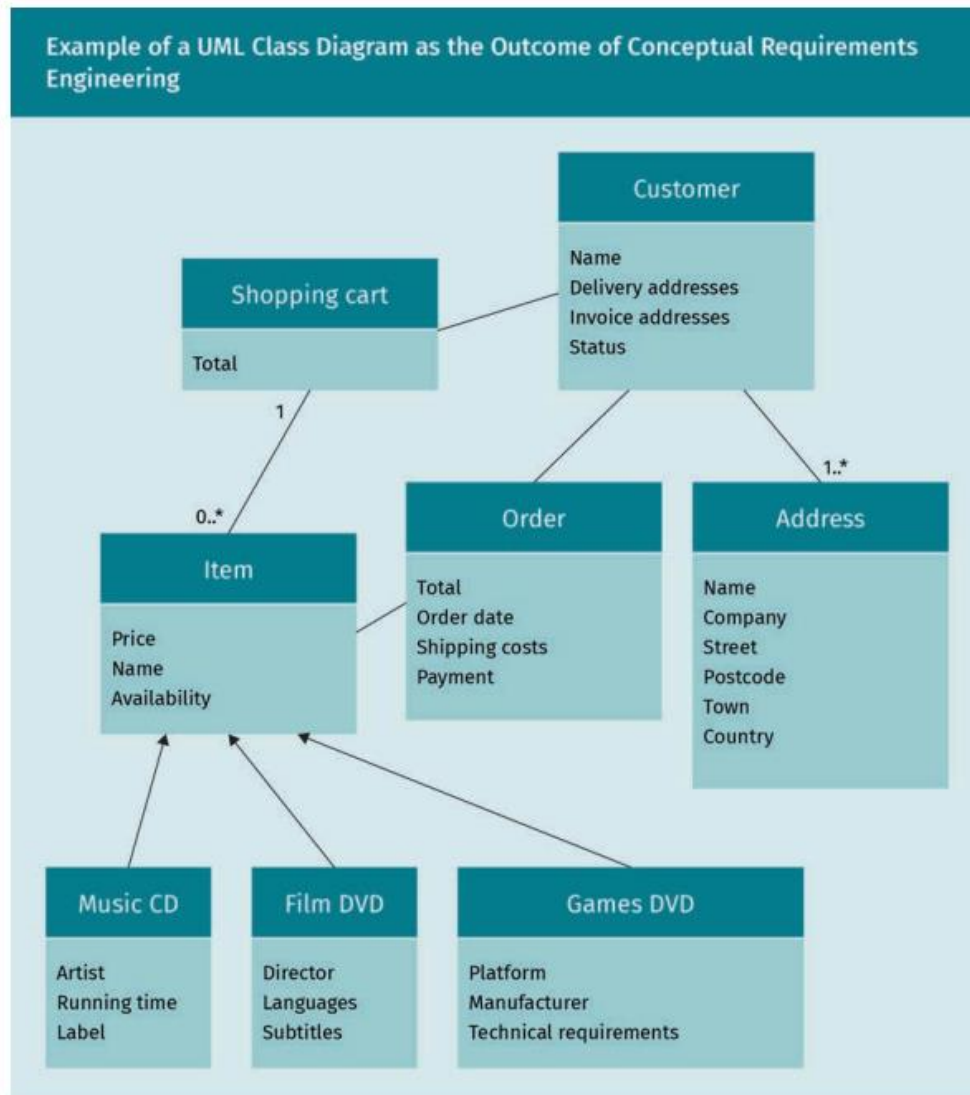 Example of a UML Class Diagram as the Outcome of Conceptual Requirements
Engineering
Customer
Name
Delivery addresses
Invoice addresses
Status
Shopping cart
Total
1
0..*
1..*
Item
Price
Name
Availability
Order
Total
Order date
Shipping costs
Payment
Address
Name
Company
Street
Postcode
Town
Country
Music CD
Artist
Running time
Label
Film DVD
Director
Languages
Subtitles
Games DVD
Platform
Manufacturer
Technical requirements